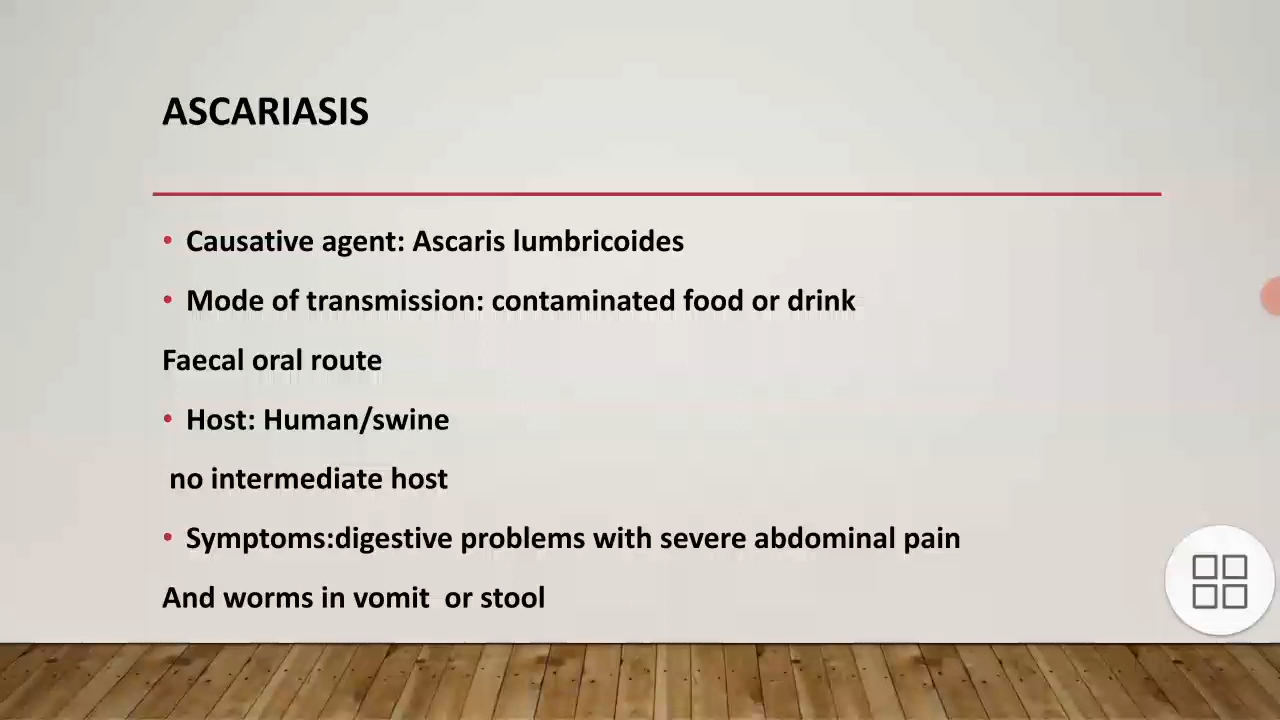 ASCARIASIS
• Causative agent: Ascaris lumbricoides
• Mode of transmission: contaminated food or drink
Faecal oral route
• Host: Human/swine
no intermediate host
• Symptoms:digestive problems with severe abdominal pain
And worms in vomit  or stool